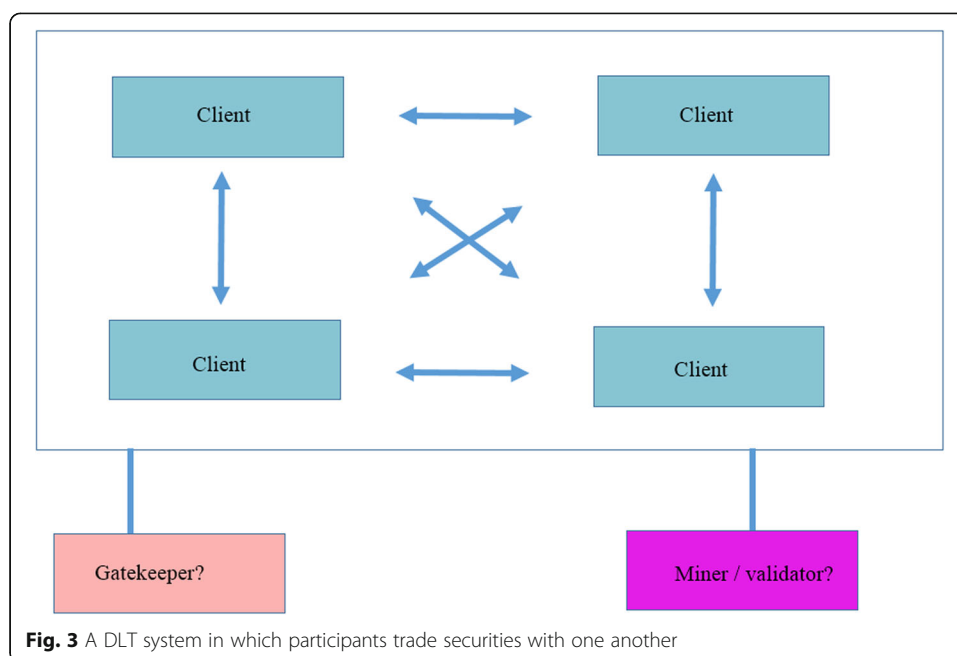 Client
Client
Client
Client
Gatekeeper?
Miner / validator?
Fig. 3 A DLT system in which participants trade securities with one another